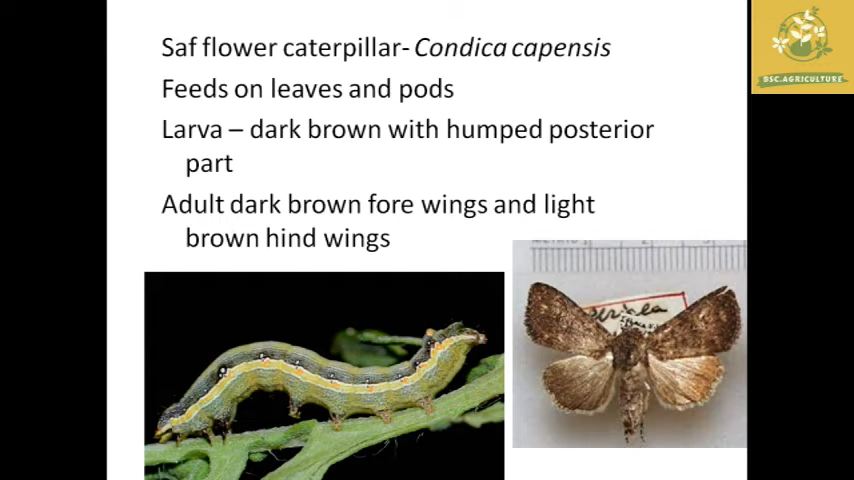 Saf flower caterpillar- Condica capensis
Feeds on leaves and pods
Larva – dark brown with humped posterior
part
Adult dark brown fore wings and light
brown hind wings
BSC.AGRICULTURE